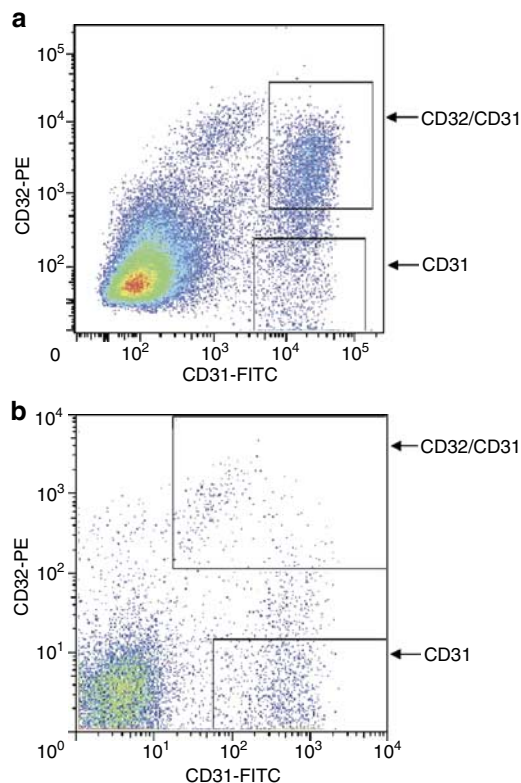 a
10⁵
10⁴
10³
10²
0
10² 10³ 10⁴ 10⁵
CD32-PE
CD31-FITC
CD32/CD31
CD31
b
10⁴
10³
10²
10¹
10⁰
10¹ 10² 10³ 10⁴
CD32-PE
CD31-FITC
CD32/CD31
CD31